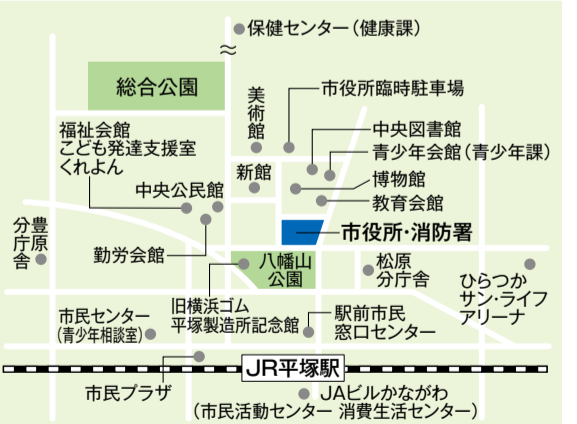 保健センター（健康課）
総合公園
美術館
市役所臨時駐車場
中央図書館
青少年会館（青少年課）
福祉会館
こども発達支援室
くれよん
新館
博物館
中央公民館
教育会館
市役所・消防署
豊原
分庁舎
勤労会館
八幡山
公園
松原
分庁舎
ひらつか
サン・ライフ
アリーナ
旧横浜ゴム
平塚製造所記念館
駅前市民
窓口センター
市民センター
（青少年相談室）
JR平塚駅
市民プラザ
JAビルかながわ
（市民活動センター 消費生活センター）